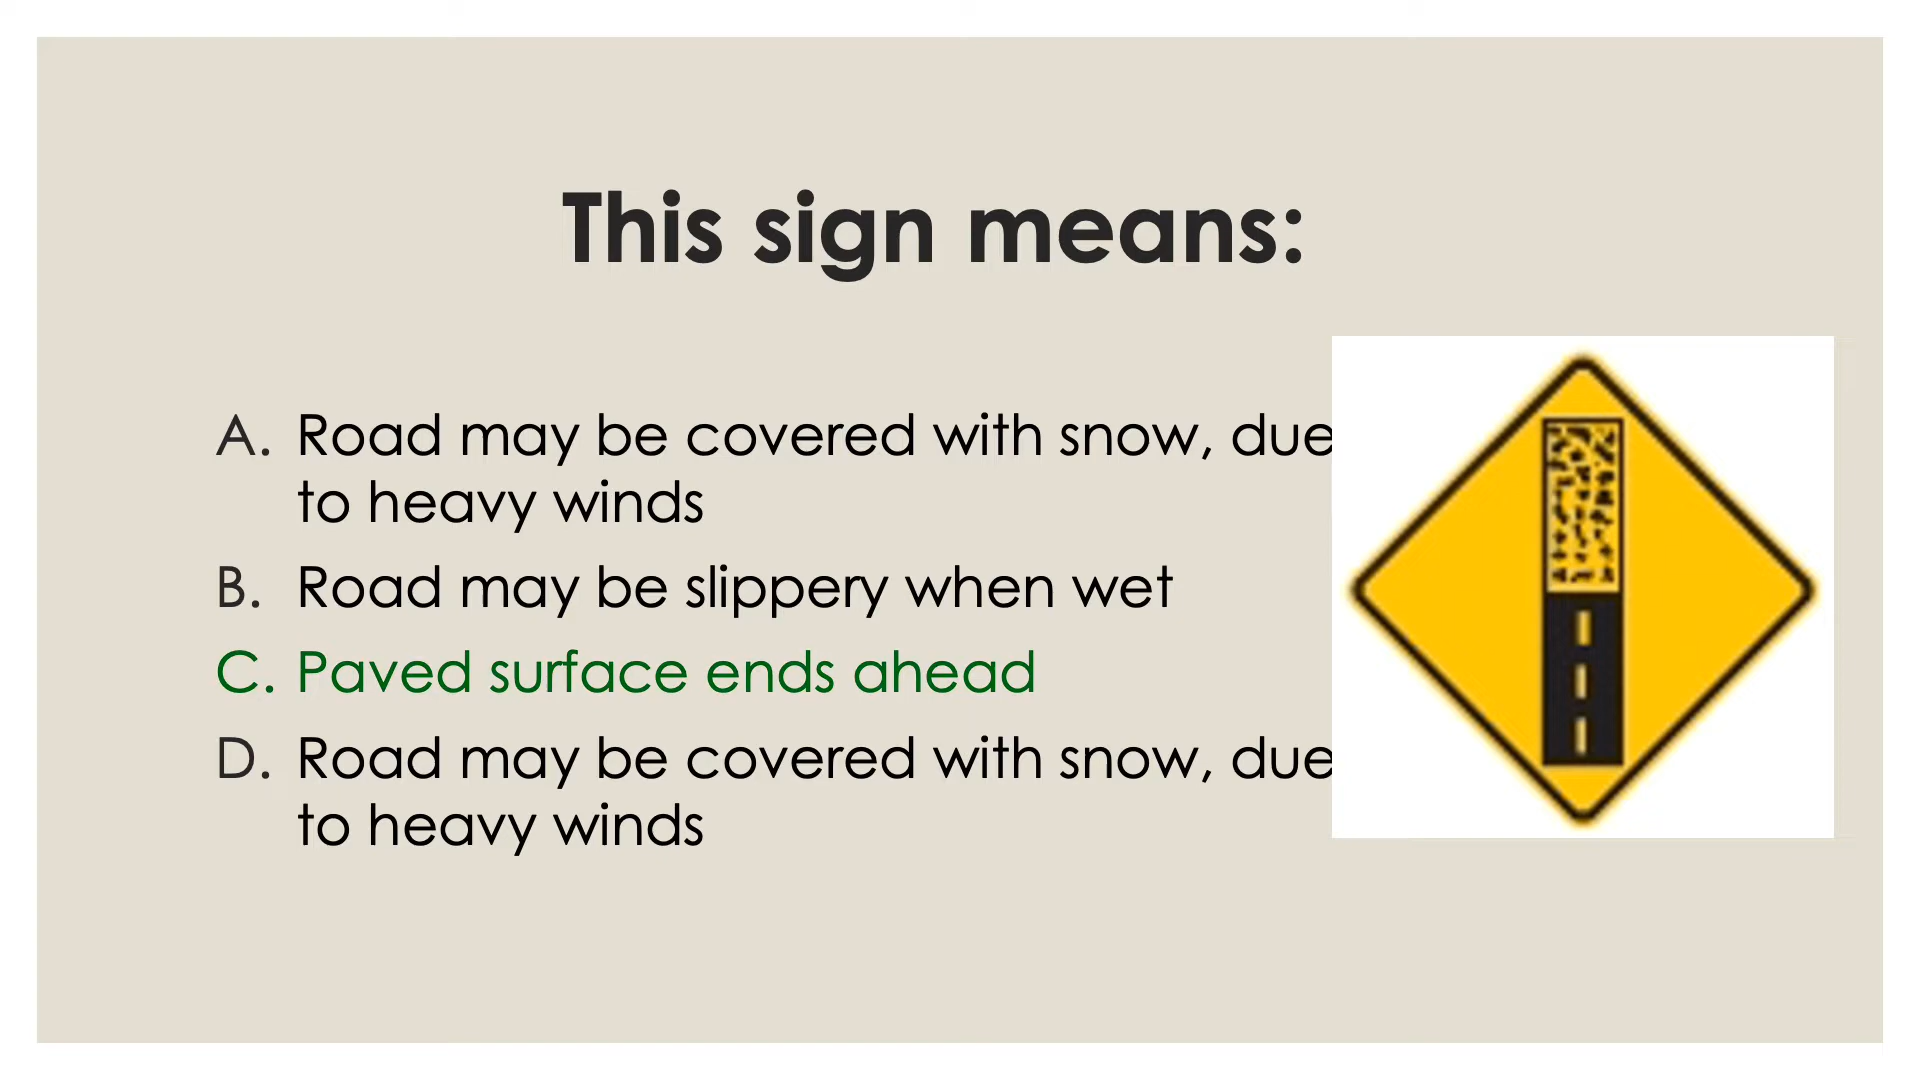 This sign means:
A. Road may be covered with snow, due
to heavy winds
B. Road may be slippery when wet
C. Paved surface ends ahead
D. Road may be covered with snow, due
to heavy winds